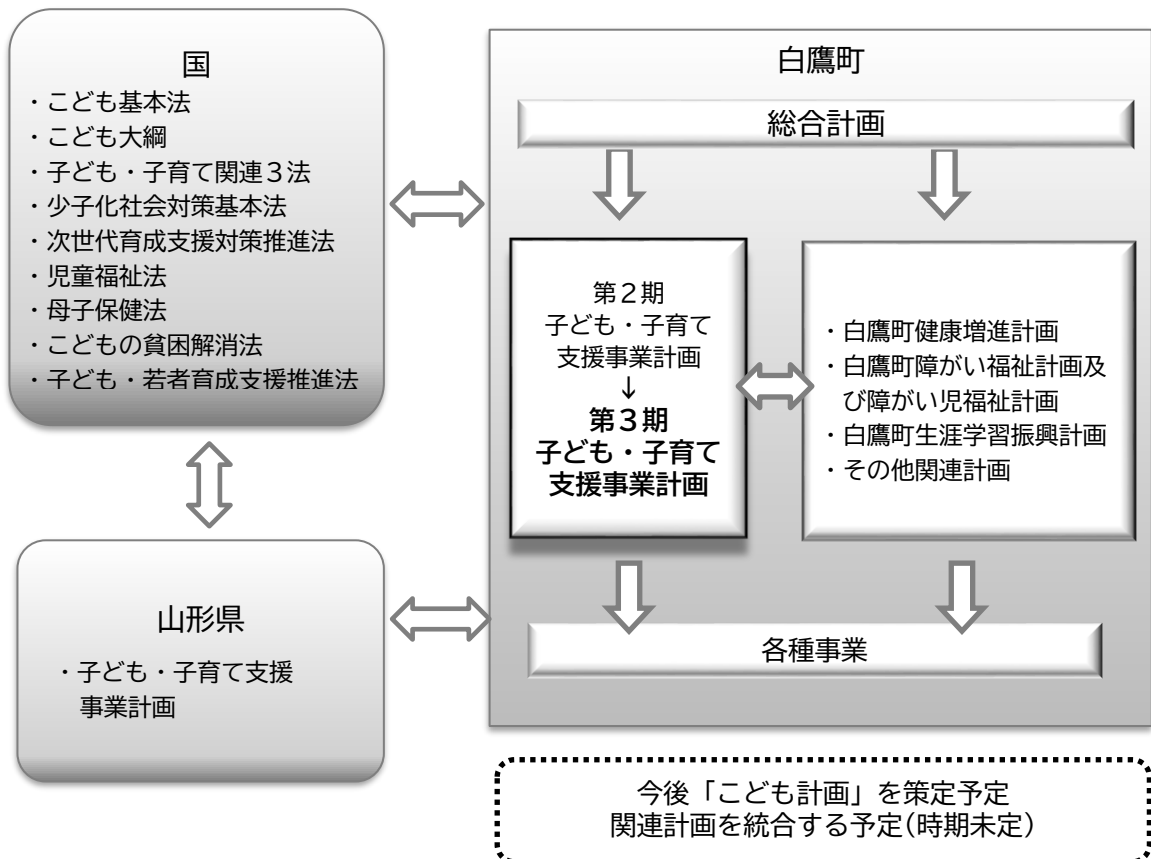 国
・こども基本法
・こども大綱
・子ども・子育て関連３法
・少子化社会対策基本法
・次世代育成支援対策推進法
・児童福祉法
・母子保健法
・こどもの貧困解消法
・子ども・若者育成支援推進法
山形県
・子ども・子育て支援
事業計画
白鷹町
総合計画
第２期
子ども・子育て
支援事業計画
↓
第３期
子ども・子育て
支援事業計画
・白鷹町健康増進計画
・白鷹町障がい福祉計画及
び障がい児福祉計画
・白鷹町生涯学習振興計画
・その他関連計画
各種事業
今後「こども計画」を策定予定
関連計画を統合する予定(時期未定)